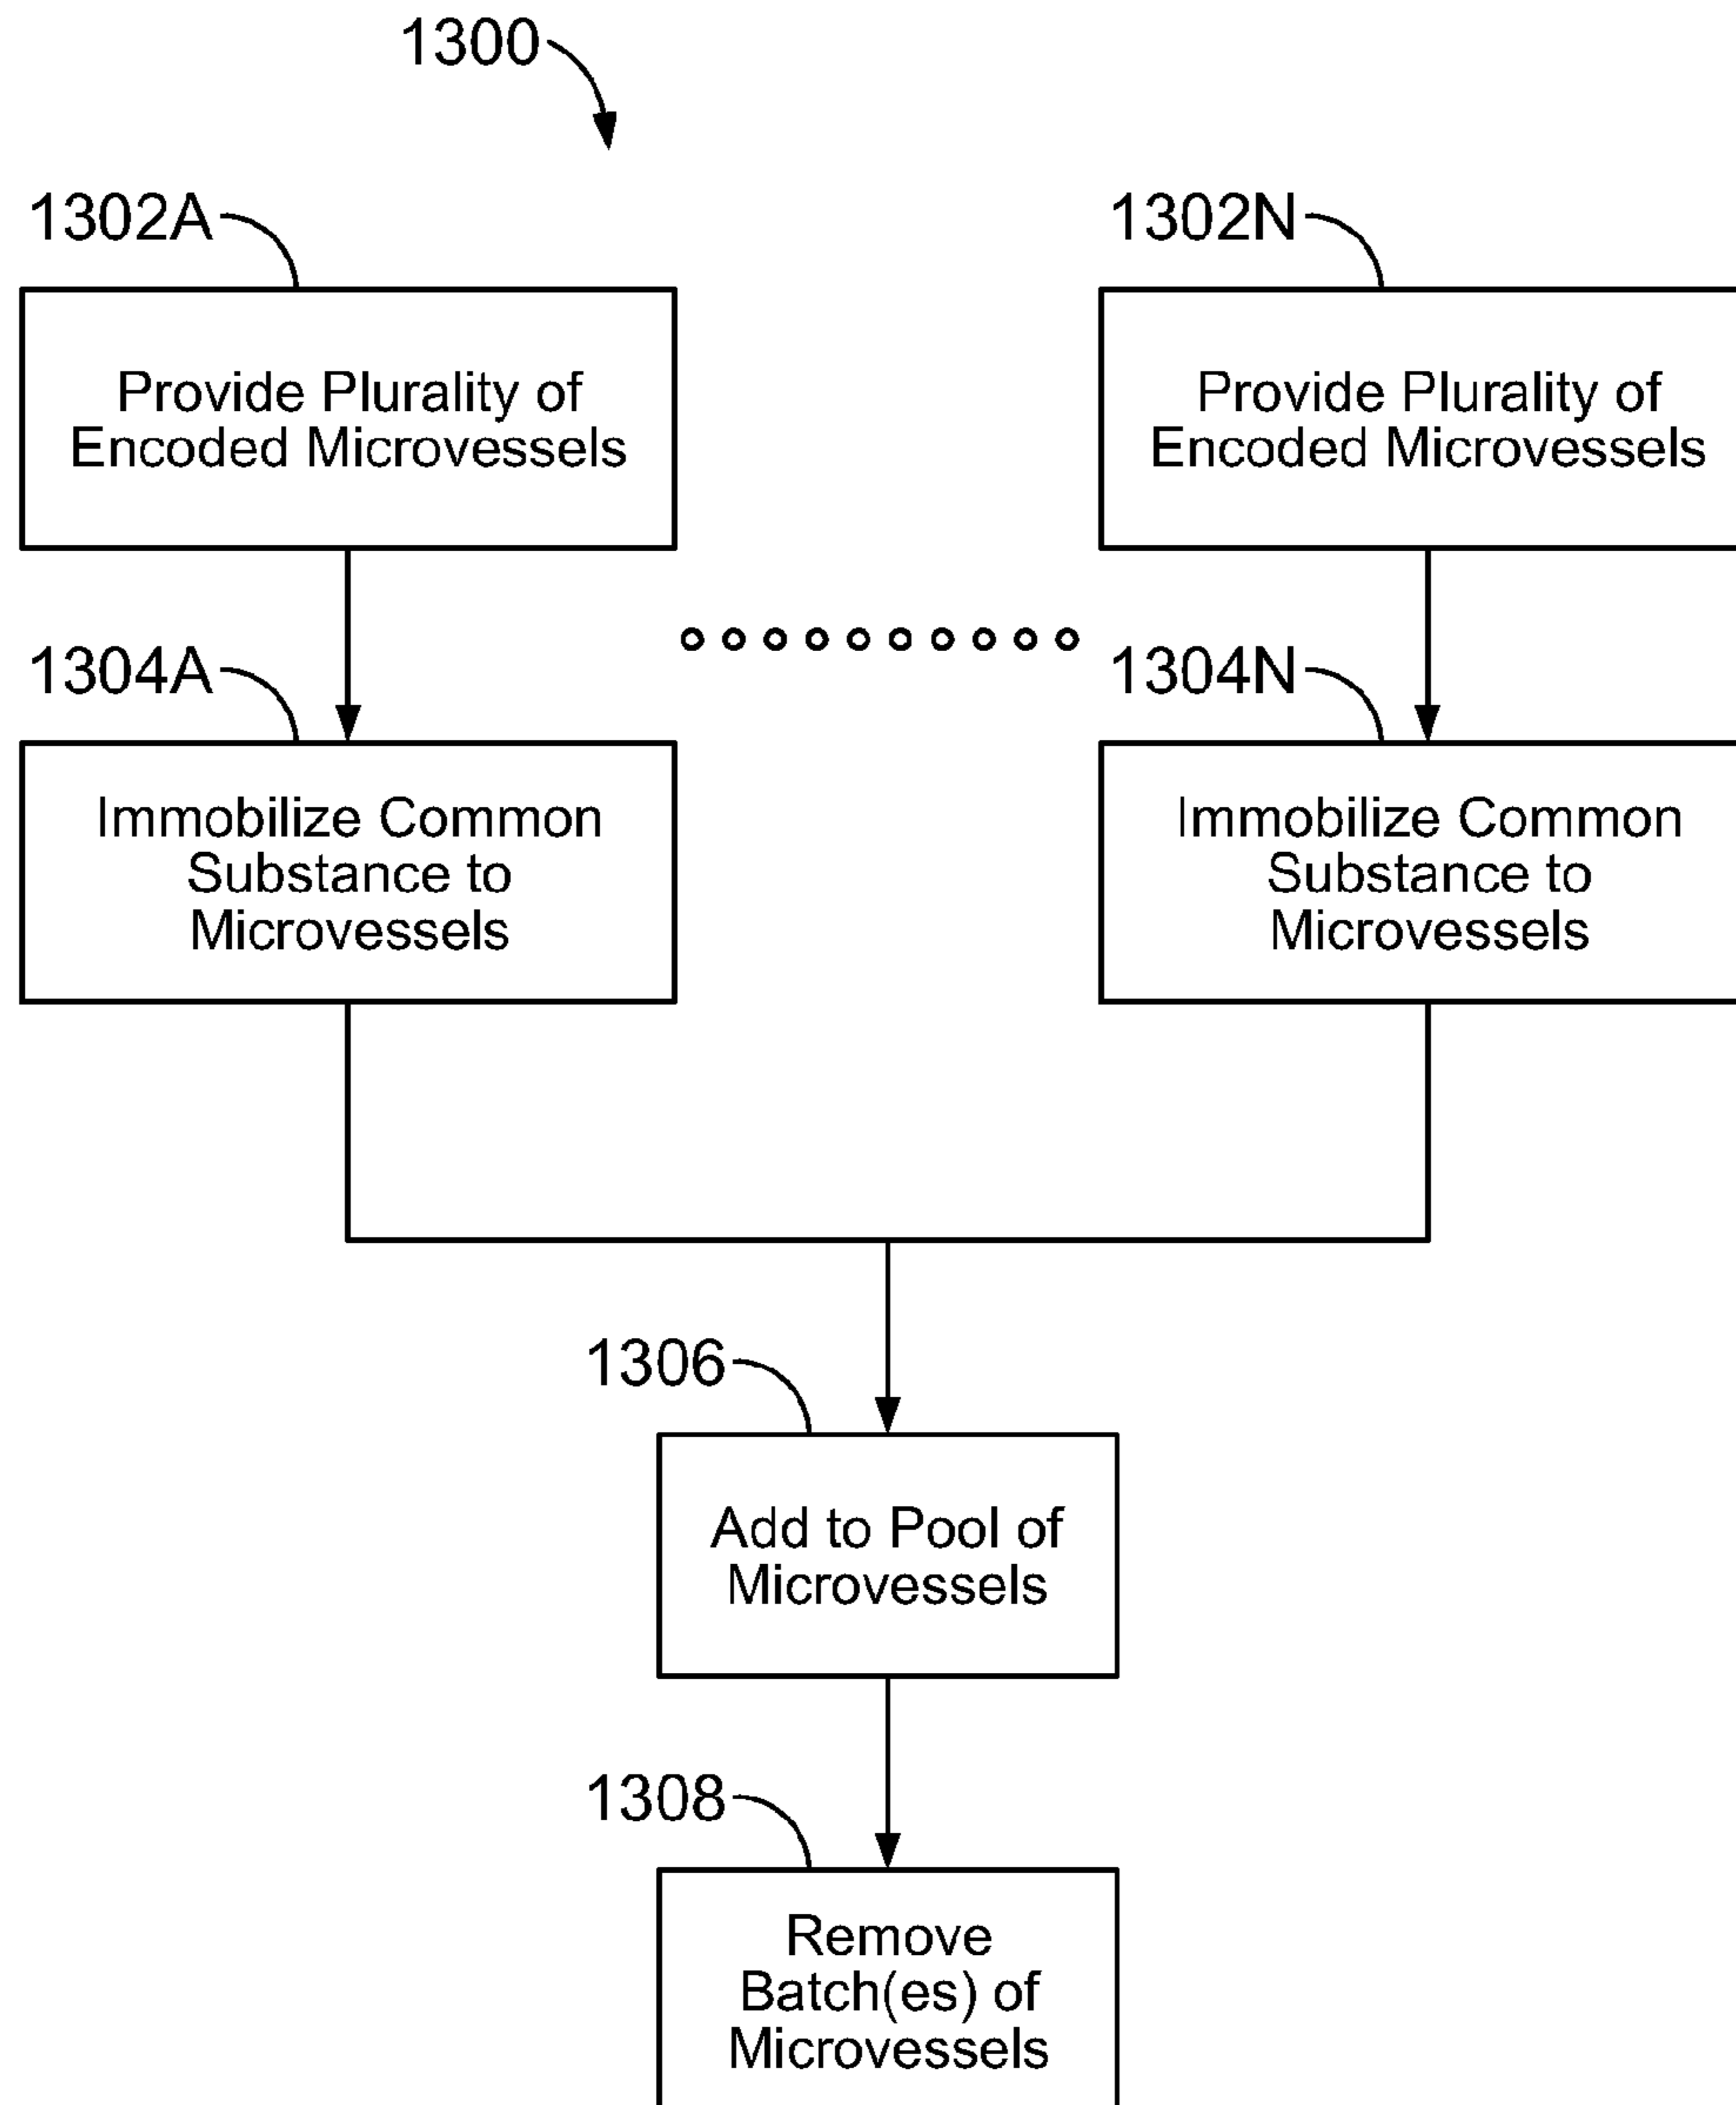 1300
1302A
1302N
Provide Plurality of
Encoded Microvessels
Provide Plurality of
Encoded Microvessels
1304A
1304N
Immobilize Common
Substance to
Microvessels
Immobilize Common
Substance to
Microvessels
1306
Add to Pool of
Microvessels
1308
Remove
Batch(es) of
Microvessels